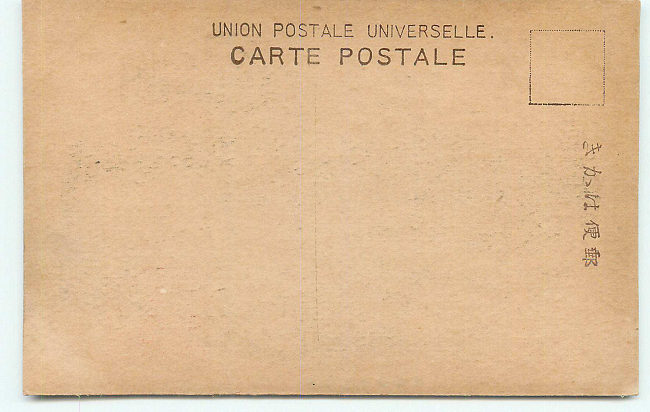 UNION POSTALE UNIVERSELLE.
CARTE POSTALE
郵便はかき